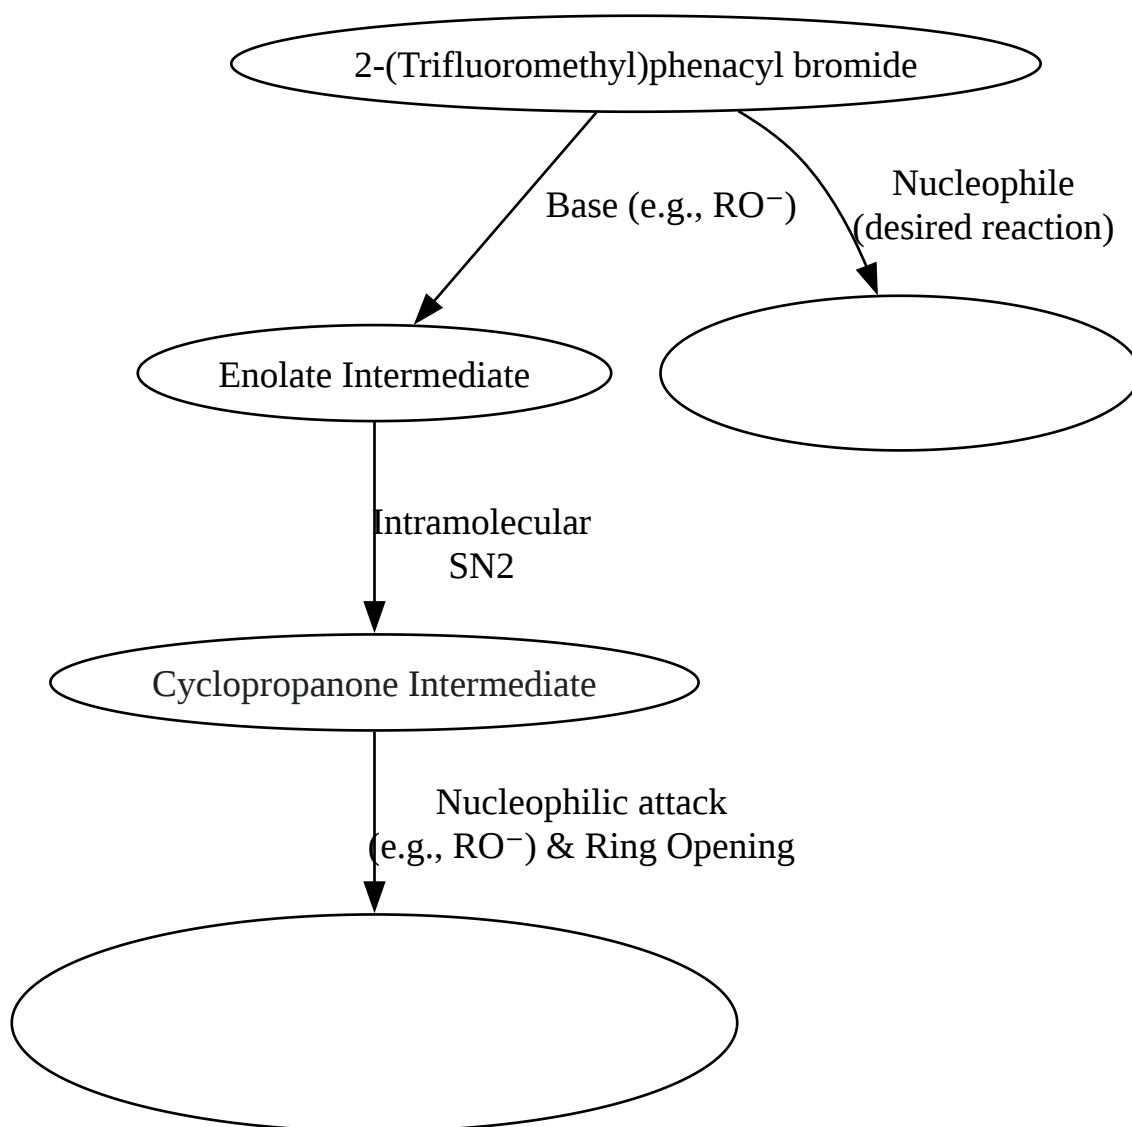 2-(Trifluoromethyl)phenacyl bromide
Nucleophile
(desired reaction)
Base (e.g., RO⁻)
Enolate Intermediate
Intramolecular
SN2
Cyclopropanone Intermediate
Nucleophilic attack
(e.g., RO⁻) & Ring Opening